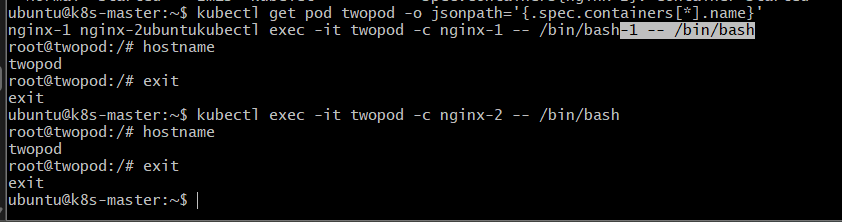 ubuntu@k8s-master:~$ kubectl get pod twopod -o jsonpath='{.spec.containers[*].name}'
nginx-1 nginx-2ubuntukubectl exec -it twopod -c nginx-1 -- /bin/bash-1 -- /bin/bash
root@twopod:/# hostname
twopod
root@twopod:/# exit
exit
ubuntu@k8s-master:~$ kubectl exec -it twopod -c nginx-2 -- /bin/bash
root@twopod:/# hostname
twopod
root@twopod:/# exit
exit
ubuntu@k8s-master:~$